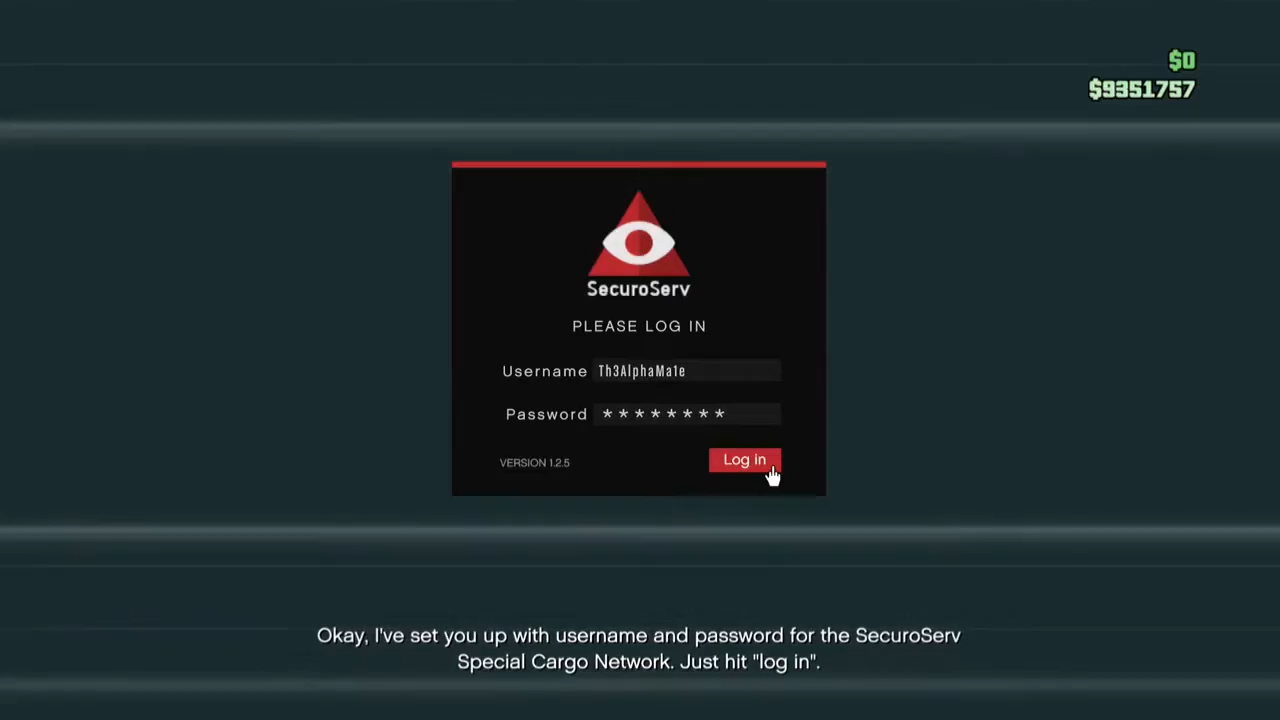 $0
$9351757
SecuroServ
PLEASE LOG IN
Username Th3AlphaMa1e
Password ********
VERSION 1.2.5 Log in
Okay, I've set you up with username and password for the SecuroServ
Special Cargo Network. Just hit "log in".